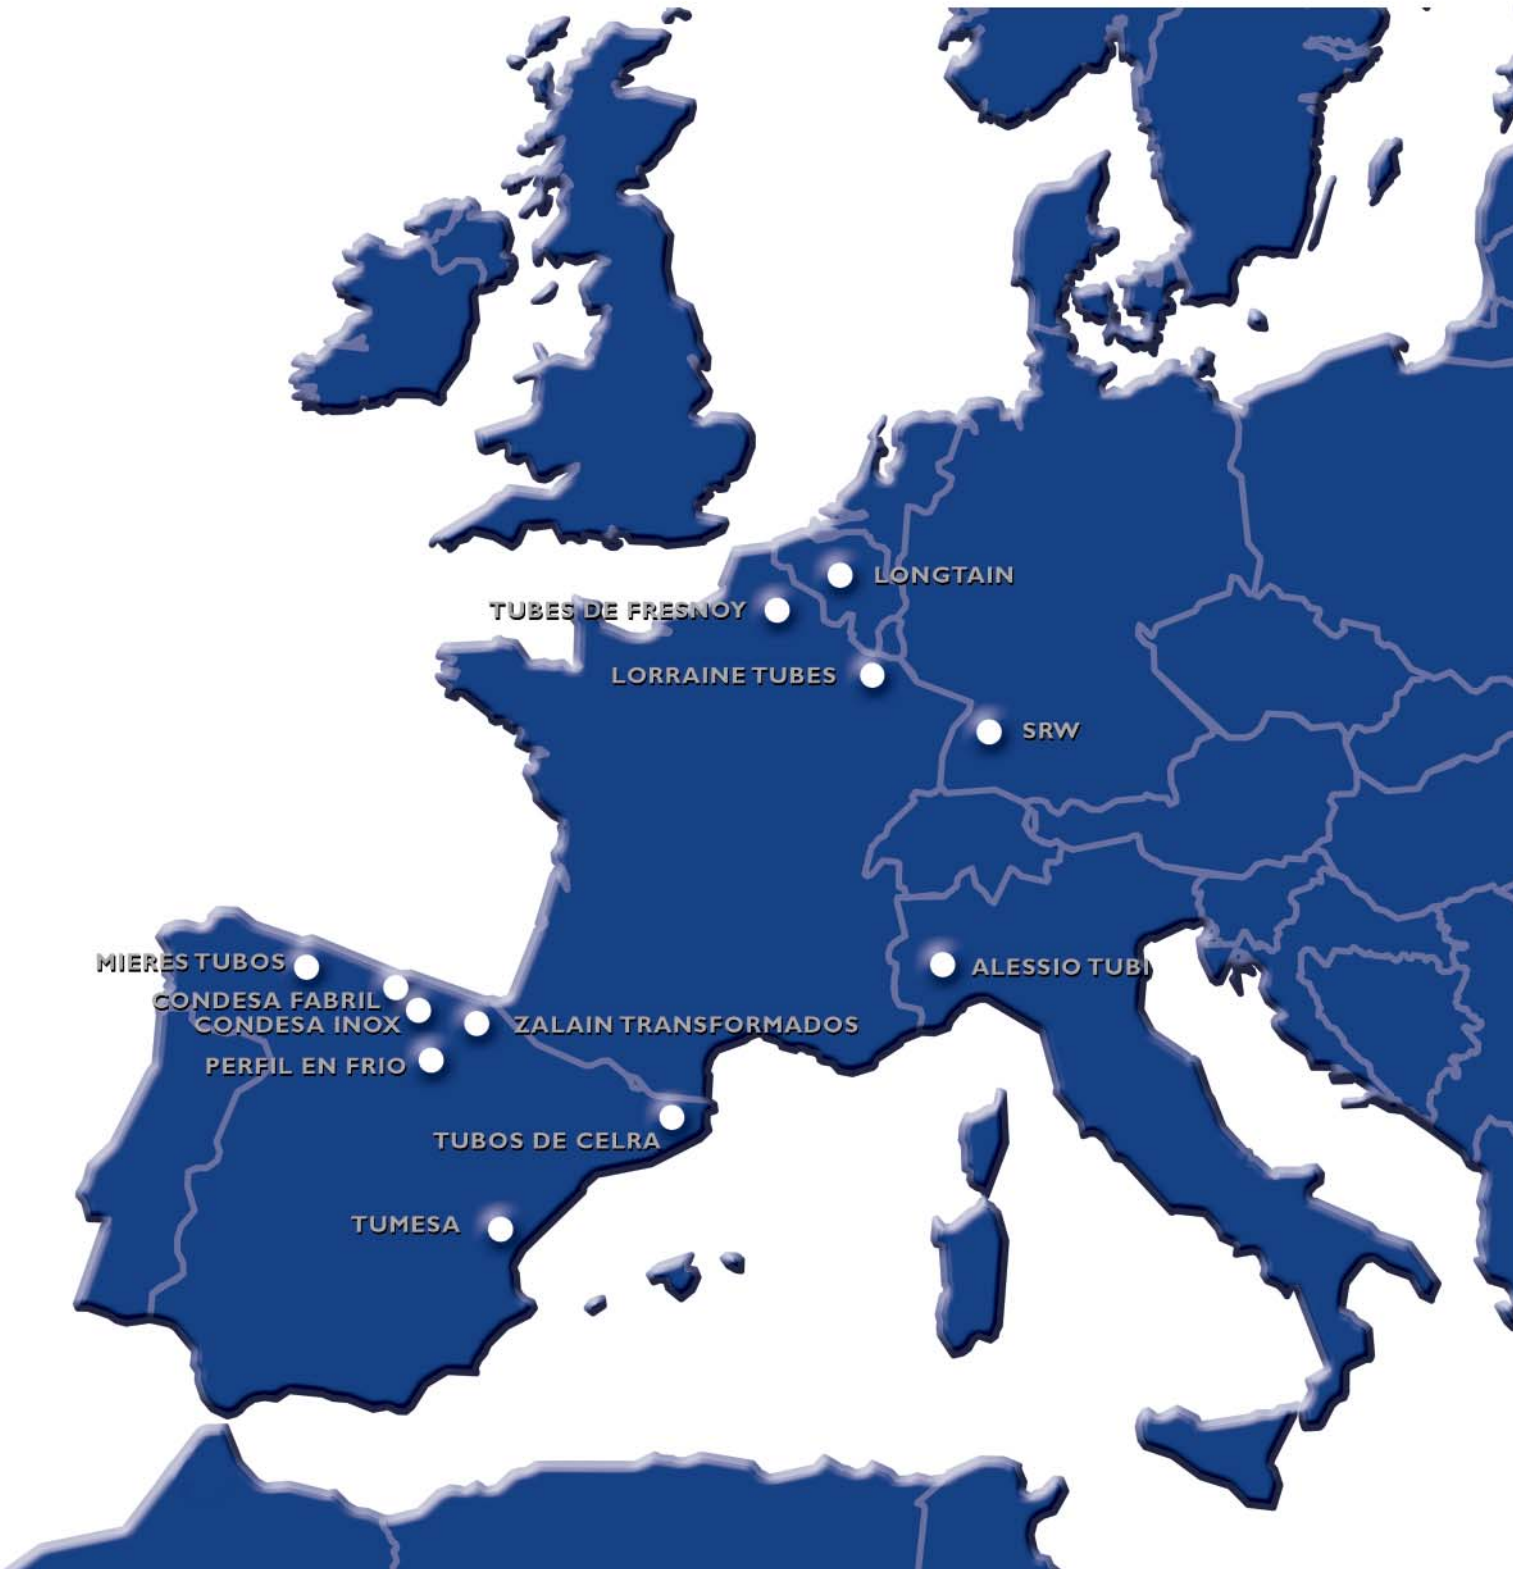 LONGTAIN
TUBES DE FRESNOY
LORRAINE TUBES
SRW
MIERES TUBOS
ALESSIO TUBI
CONDESA FABRIL
CONDESA INOX
ZALAIN TRANSFORMADOS
PERFIL EN FRIO
TUBOS DE CELRA
TUMESA